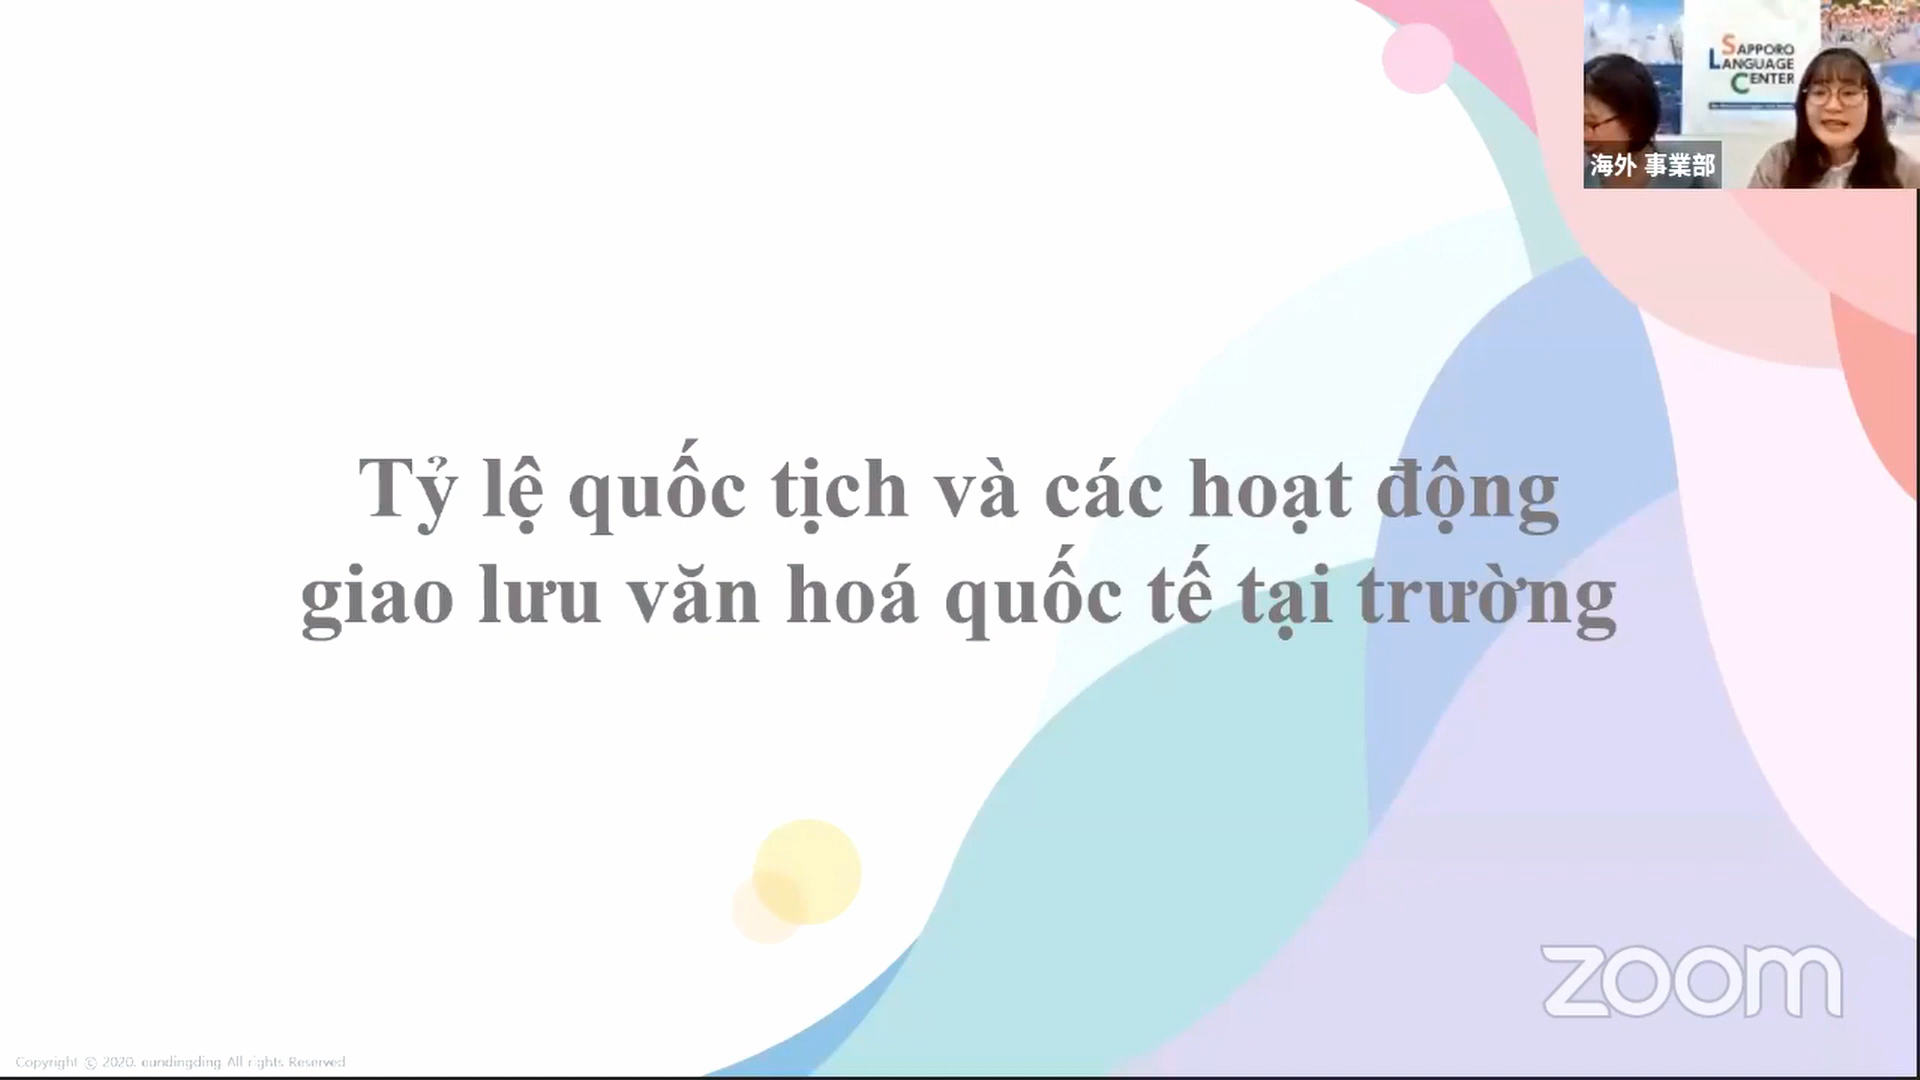 SAPPORO
LANGUAGE
CENTER
海外 事業部
Tỷ lệ quốc tịch và các hoạt động
giao lưu văn hoá quốc tế tại trường
zoom
Copyright ⓒ 2020. eundingding All rights Reserved